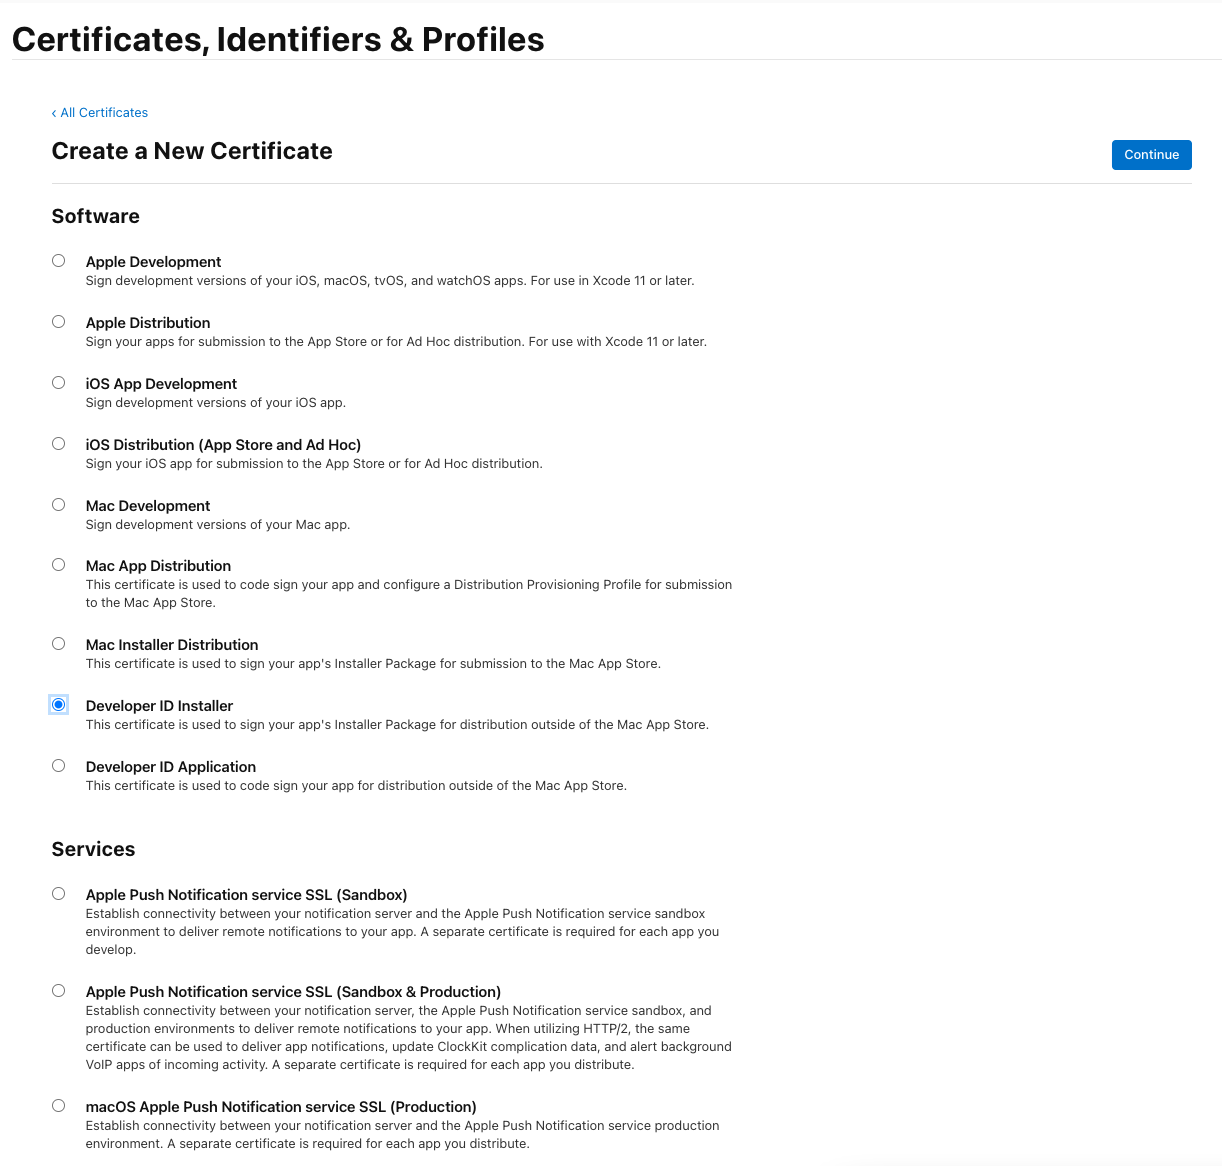 Certificates, Identifiers & Profiles
‹ All Certificates
Create a New Certificate
Continue
Software
Apple Development
Sign development versions of your iOS, macOS, tvOS, and watchOS apps. For use in Xcode 11 or later.
Apple Distribution
Sign your apps for submission to the App Store or for Ad Hoc distribution. For use with Xcode 11 or later.
iOS App Development
Sign development versions of your iOS app.
iOS Distribution (App Store and Ad Hoc)
Sign your iOS app for submission to the App Store or for Ad Hoc distribution.
Mac Development
Sign development versions of your Mac app.
Mac App Distribution
This certificate is used to code sign your app and configure a Distribution Provisioning Profile for submission
to the Mac App Store.
Mac Installer Distribution
This certificate is used to sign your app's Installer Package for submission to the Mac App Store.
Developer ID Installer
This certificate is used to sign your app's Installer Package for distribution outside of the Mac App Store.
Developer ID Application
This certificate is used to code sign your app for distribution outside of the Mac App Store.
Services
Apple Push Notification service SSL (Sandbox)
Establish connectivity between your notification server and the Apple Push Notification service sandbox
environment to deliver remote notifications to your app. A separate certificate is required for each app you
develop.
Apple Push Notification service SSL (Sandbox & Production)
Establish connectivity between your notification server, the Apple Push Notification service sandbox, and
production environments to deliver remote notifications to your app. When utilizing HTTP/2, the same
certificate can be used to deliver app notifications, update ClockKit complication data, and alert background
VoIP apps of incoming activity. A separate certificate is required for each app you distribute.
macOS Apple Push Notification service SSL (Production)
Establish connectivity between your notification server and the Apple Push Notification service production
environment. A separate certificate is required for each app you distribute.